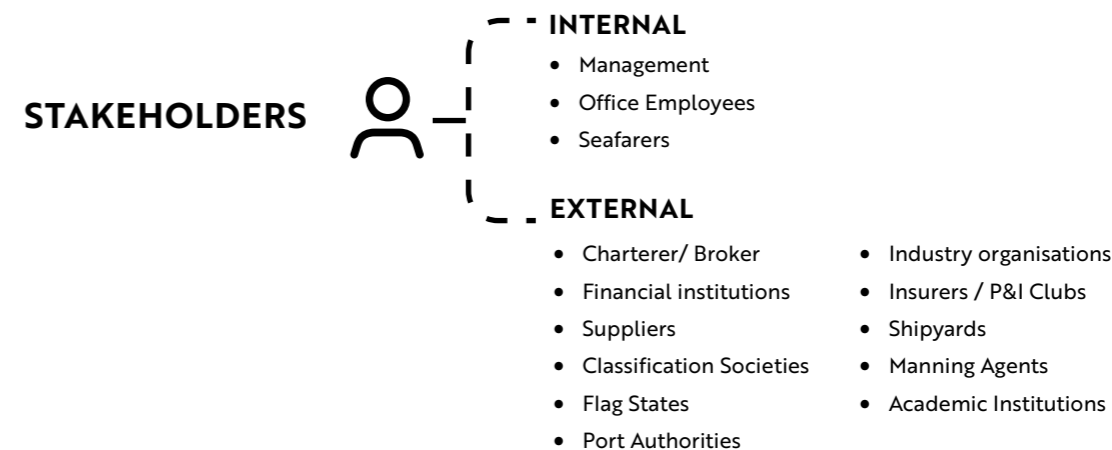 STAKEHOLDERS
INTERNAL
• Management
• Office Employees
• Seafarers
EXTERNAL
• Charterer/ Broker
• Financial institutions
• Suppliers
• Classification Societies
• Flag States
• Port Authorities
• Industry organisations
• Insurers / P&I Clubs
• Shipyards
• Manning Agents
• Academic Institutions